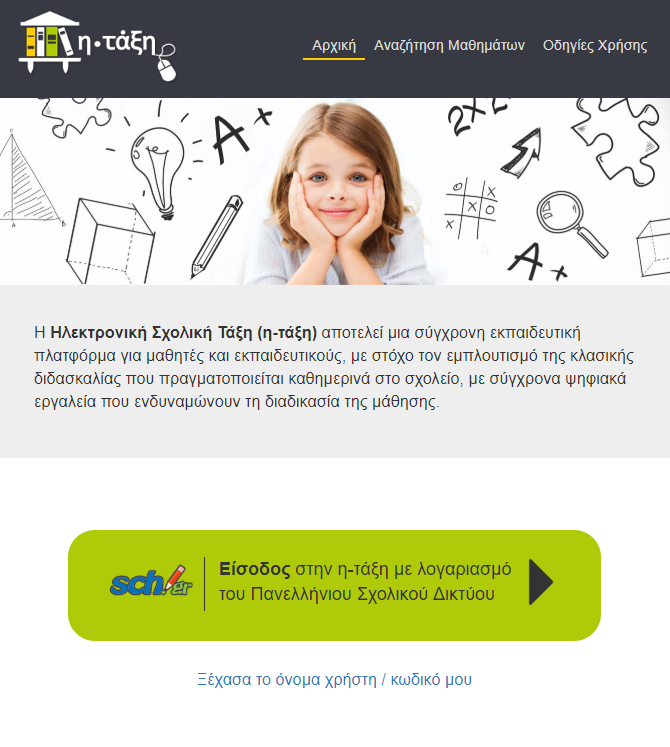 η·τάξη
Αρχική Αναζήτηση Μαθημάτων Οδηγίες Χρήσης
A+
2x2
C
A
B
O X
X O
X
A+
Η Ηλεκτρονική Σχολική Τάξη (η-τάξη) αποτελεί μια σύγχρονη εκπαιδευτική
πλατφόρμα για μαθητές και εκπαιδευτικούς, με στόχο τον εμπλουτισμό της κλασικής
διδασκαλίας που πραγματοποιείται καθημερινά στο σχολείο, με σύγχρονα ψηφιακά
εργαλεία που ενδυναμώνουν τη διαδικασία της μάθησης.
sch.gr
Είσοδος στην η-τάξη με λογαριασμό
του Πανελλήνιου Σχολικού Δικτύου
Ξέχασα το όνομα χρήστη / κωδικό μου